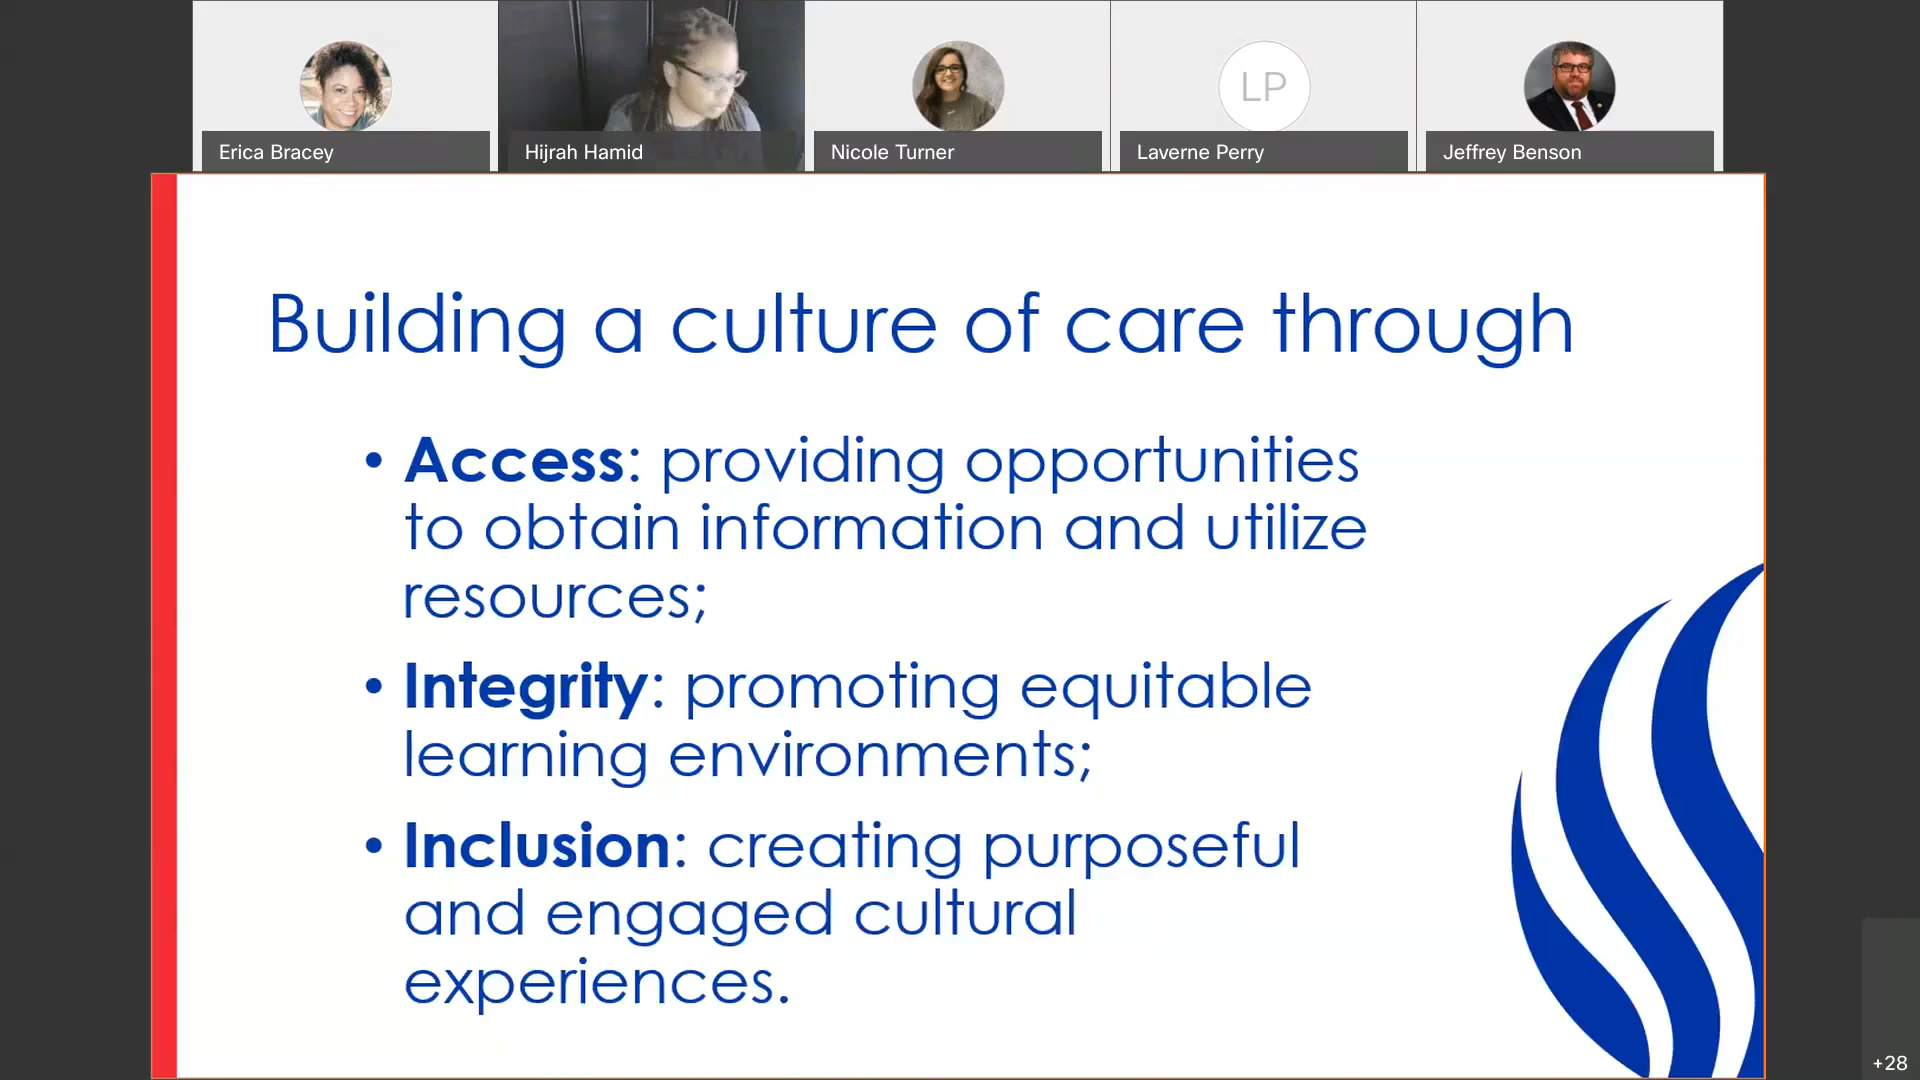 Erica Bracey
Hijrah Hamid
Nicole Turner
LP
Laverne Perry
Jeffrey Benson
Building a culture of care through
• Access: providing opportunities
to obtain information and utilize
resources;
• Integrity: promoting equitable
learning environments;
• Inclusion: creating purposeful
and engaged cultural
experiences.
+28